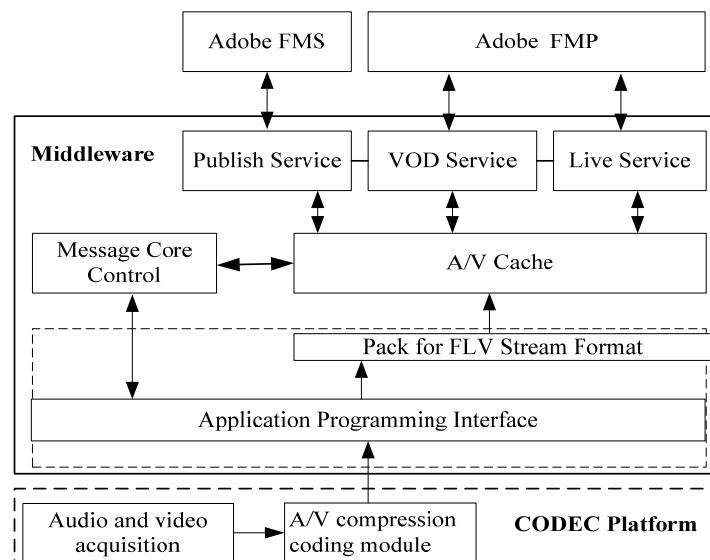 Adobe FMS
Adobe FMP
Middleware
Publish Service
VOD Service
Live Service
Message Core
Control
A/V Cache
Pack for FLV Stream Format
Application Programming Interface
Audio and video
acquisition
A/V compression
coding module
CODEC Platform